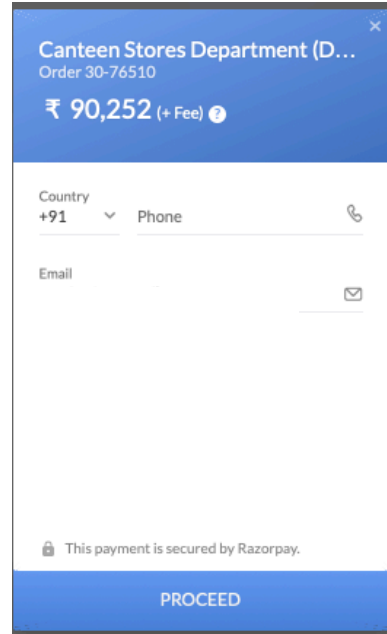 Canteen Stores Department (D...
Order 30-76510
₹ 90,252 (+ Fee) ?
Country
+91 Phone
Email
This payment is secured by Razorpay.
PROCEED